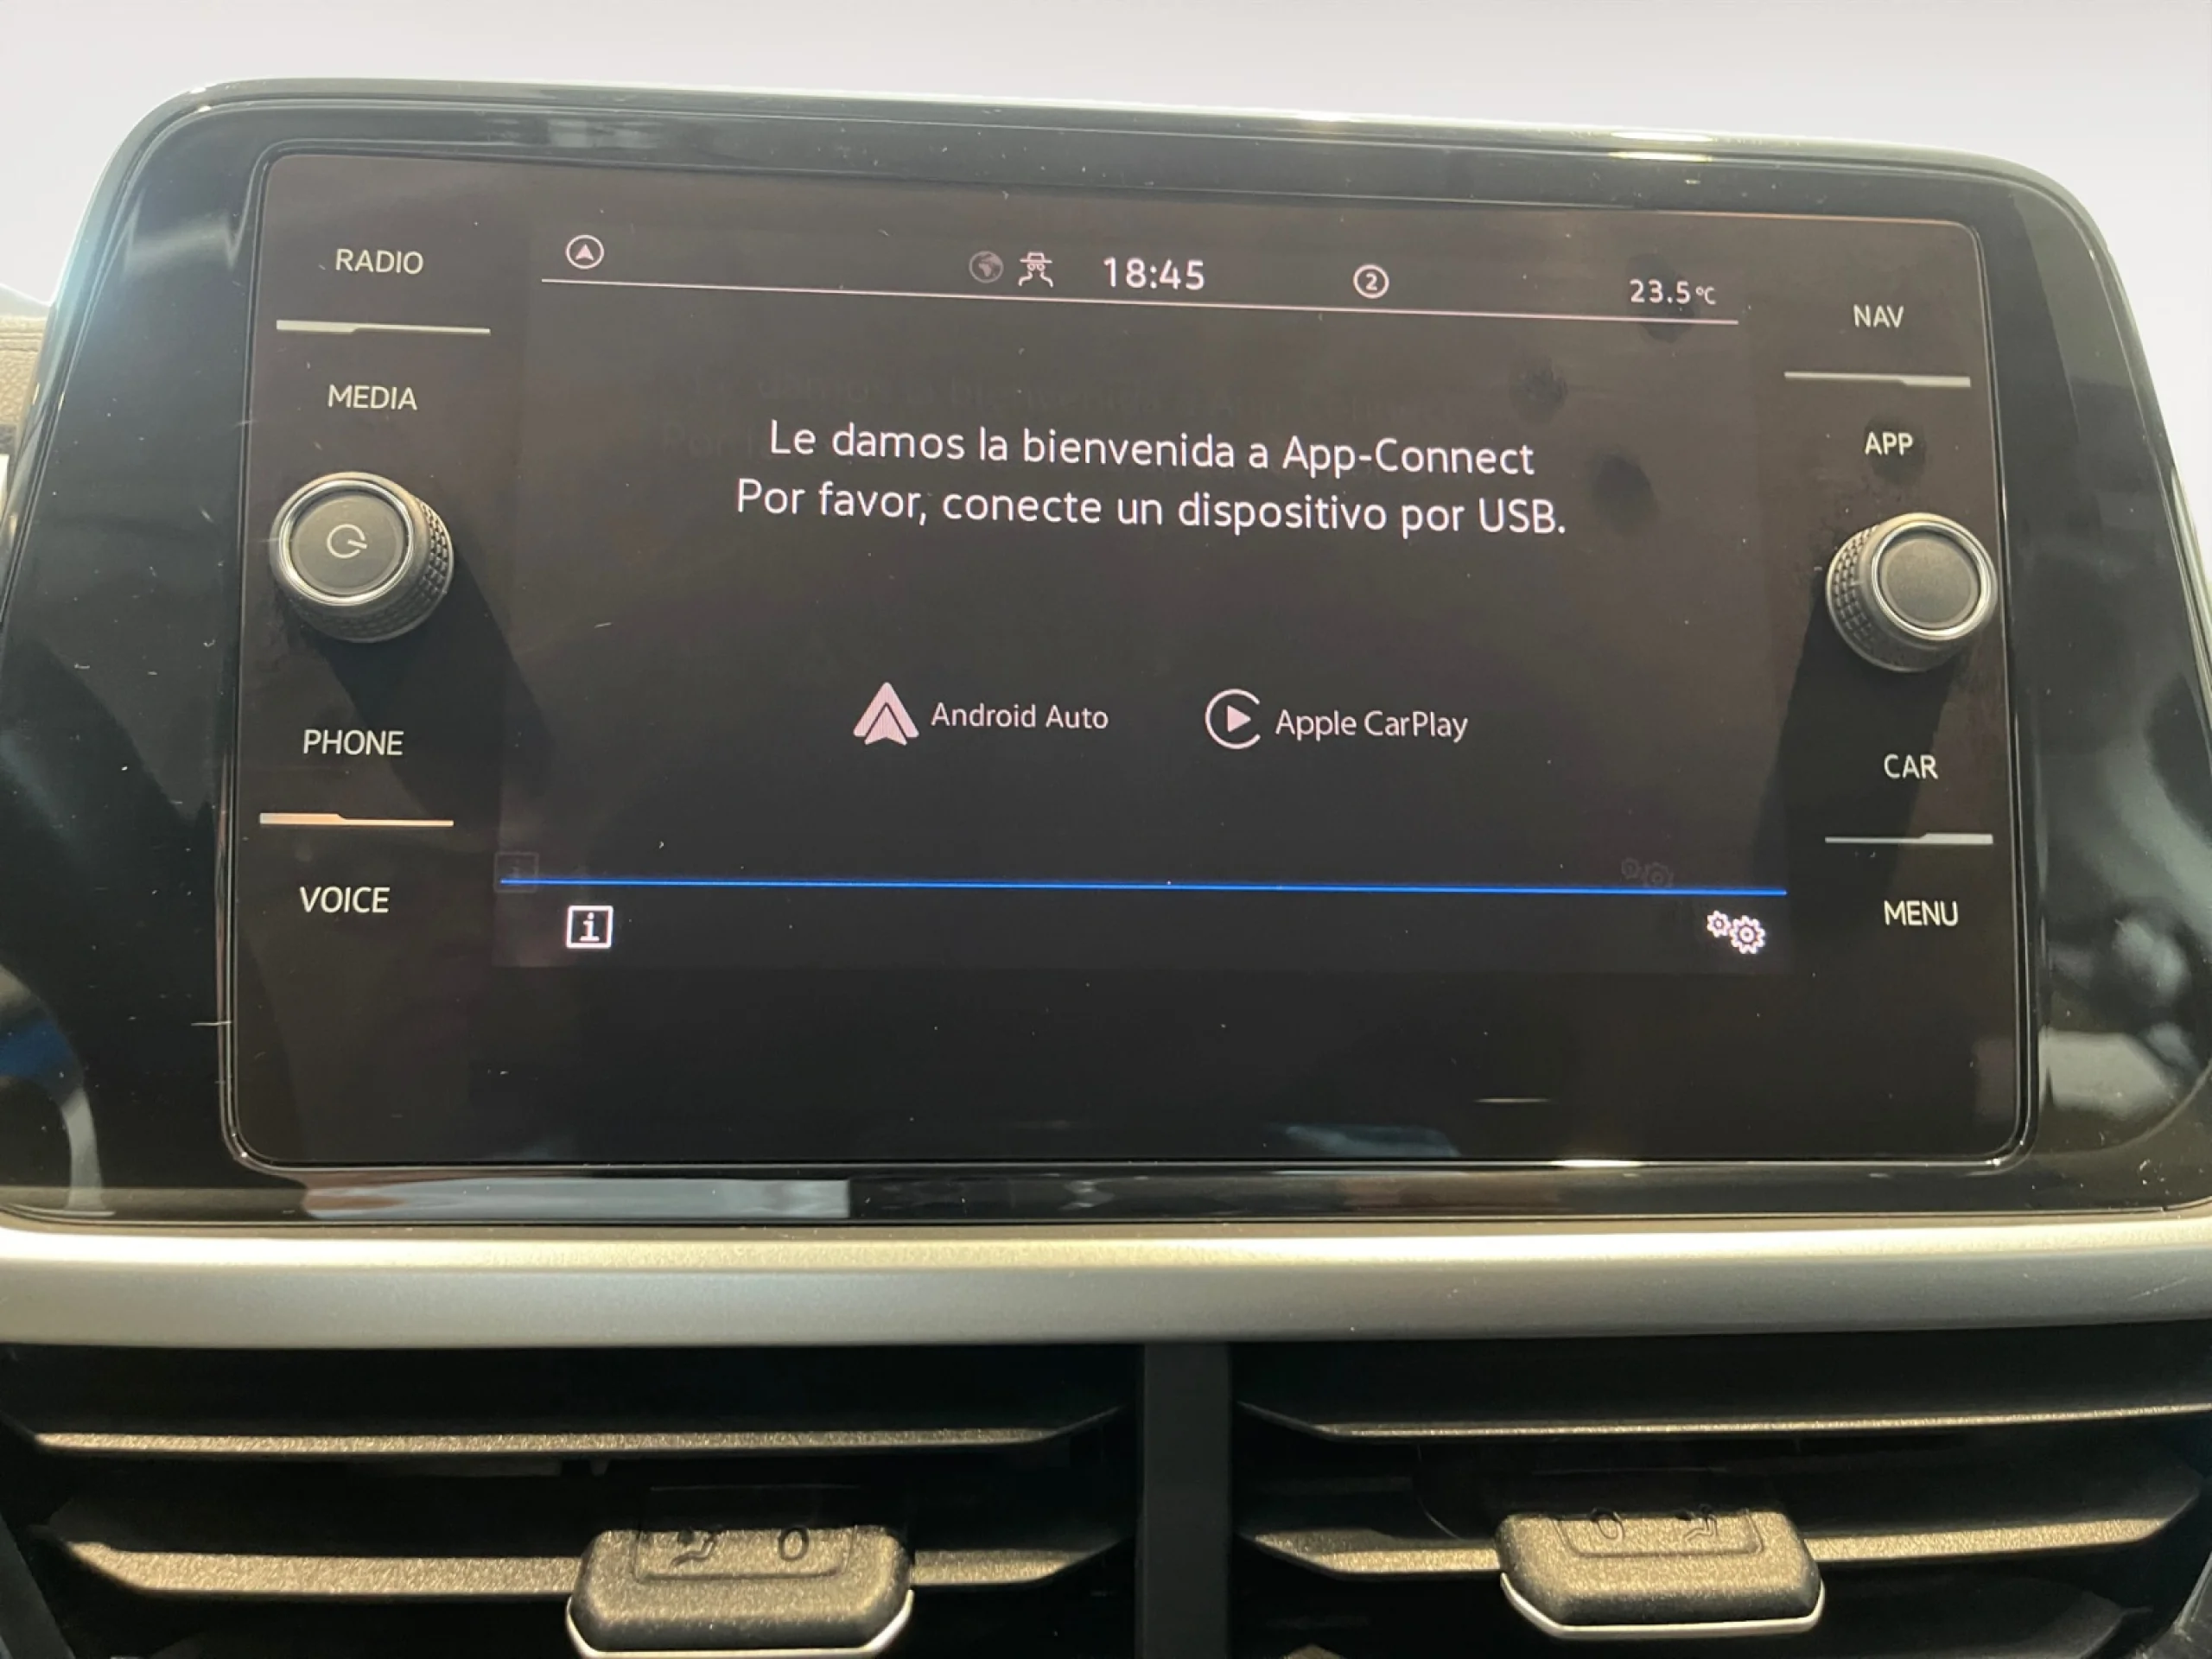 RADIO
MEDIA
PHONE
VOICE
18:45
2
23.5°C
Le damos la bienvenida a App-Connect
Por favor, conecte un dispositivo por USB.
Android Auto
Apple CarPlay
i
NAV
APP
CAR
MENU